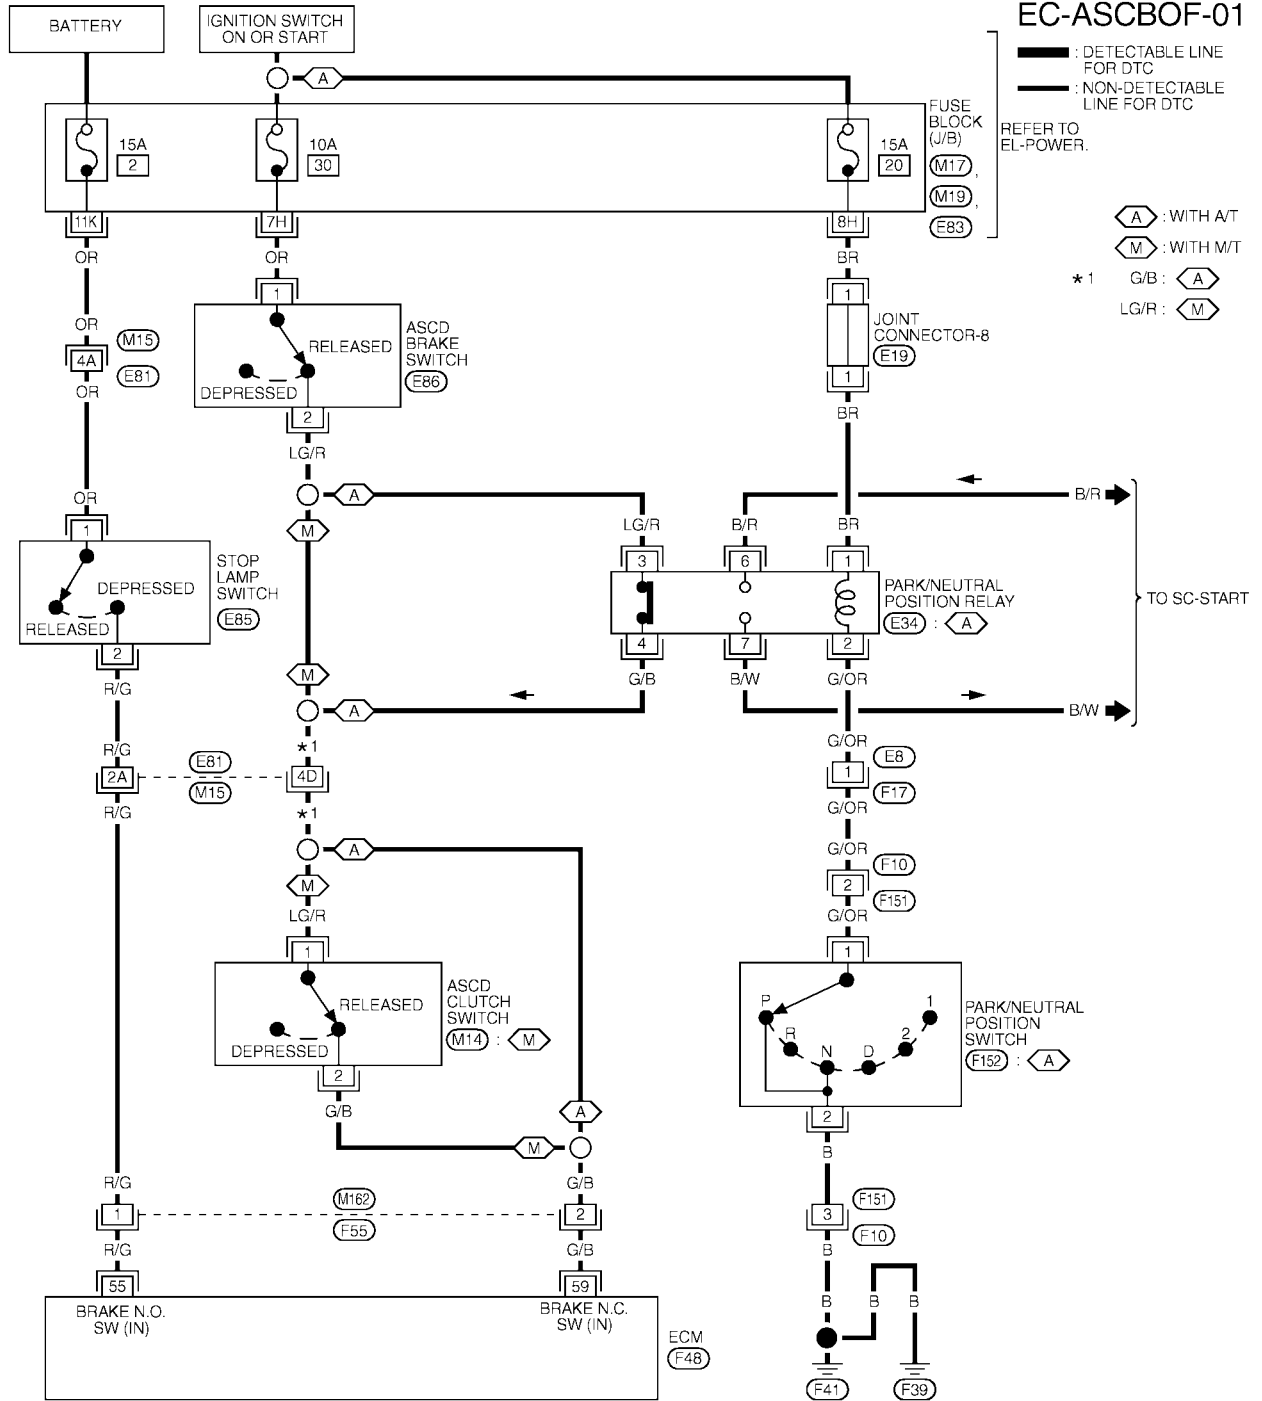 EC-ASCBOF-01
BATTERY
IGNITION SWITCH
ON OR START
: DETECTABLE LINE
FOR DTC
: NON-DETECTABLE
LINE FOR DTC
A
15A
2
10A
30
15A
20
FUSE
BLOCK
(J/B)
M17 ,
M19 ,
E83
REFER TO
EL-POWER.
A : WITH A/T
M : WITH M/T
*1 G/B : A
LG/R : M
11K
7H
8H
OR
OR
BR
1
1
OR
M15
4A
E81
OR
RELEASED
DEPRESSED
ASCD
BRAKE
SWITCH
E86
JOINT
CONNECTOR-8
E19
1
2
BR
LG/R
OR
A
B/R
M
LG/R
B/R
BR
1
3
6
1
DEPRESSED
RELEASED
STOP
LAMP
SWITCH
E85
PARK/NEUTRAL
POSITION RELAY
E34 : A
TO SC-START
2
4
7
2
R/G
M
G/B
B/W
G/OR
A
B/W
R/G
*1
G/OR
2A
E81
M15
4D
1
E8
F17
R/G
*1
G/OR
A
G/OR
M
2
F10
F151
LG/R
G/OR
1
1
RELEASED
DEPRESSED
ASCD
CLUTCH
SWITCH
M14 : M
P
R
N
D
2
1
PARK/NEUTRAL
POSITION
SWITCH
F152 : A
2
2
G/B
A
M
B
R/G
G/B
1
M162
F55
2
3
F151
F10
R/G
G/B
B
55
59
B
B
B
BRAKE N.O.
SW (IN)
BRAKE N.C.
SW (IN)
ECM
F48
F41
F39